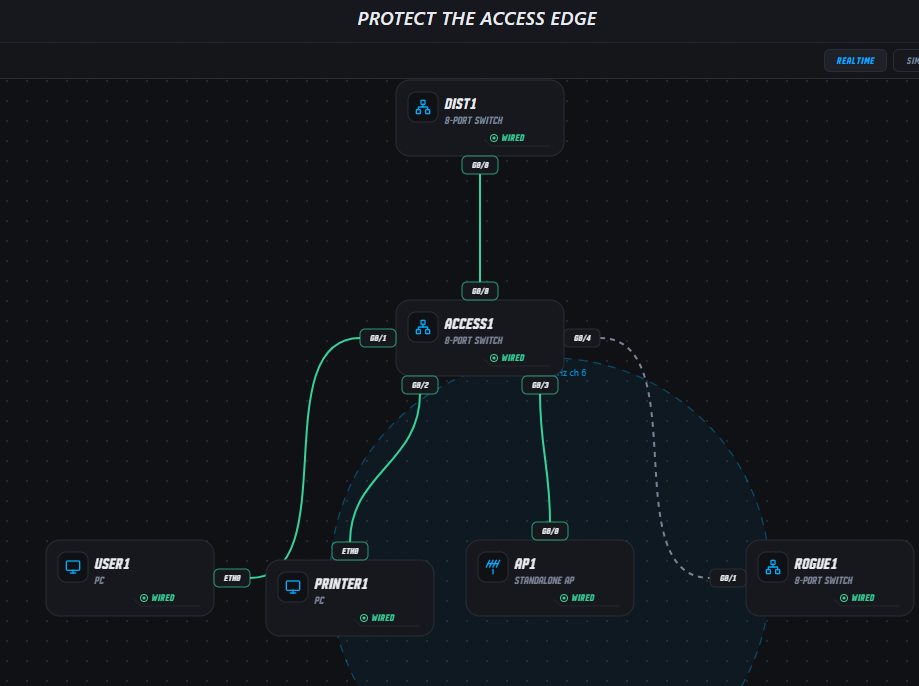 PROTECT THE ACCESS EDGE
REALTIME
SIM
DIST1
8-PORT SWITCH
WIRED
G0/0
G0/0
ACCESS1
8-PORT SWITCH
WIRED
G0/1
G0/4
G0/2
G0/3
ch 6
ETH0
G0/0
USER1
PC
WIRED
ETH0
PRINTER1
PC
WIRED
AP1
STANDALONE AP
WIRED
G0/1
ROGUE1
8-PORT SWITCH
WIRED